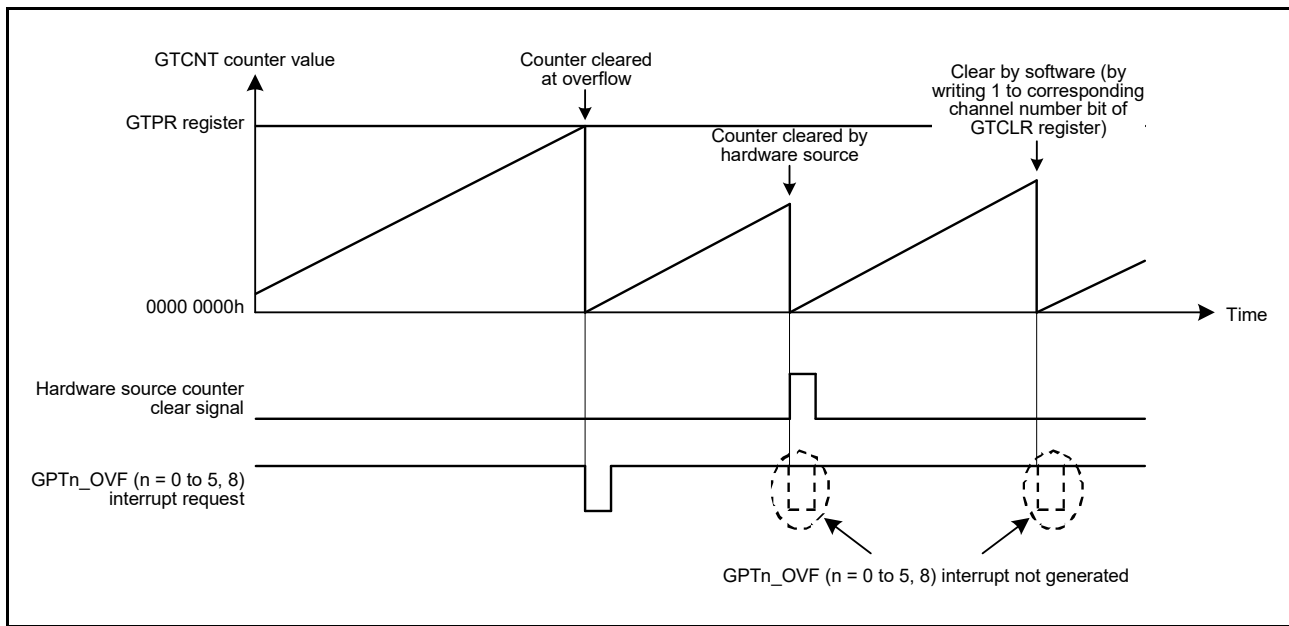 GTCNT counter value
Counter cleared
at overflow
Clear by software (by
writing 1 to corresponding
channel number bit of
GTCLR register)
GTPR register
Counter cleared by
hardware source
0000 0000h
Time
Hardware source counter
clear signal
GPTn_OVF (n = 0 to 5, 8)
interrupt request
GPTn_OVF (n = 0 to 5, 8) interrupt not generated